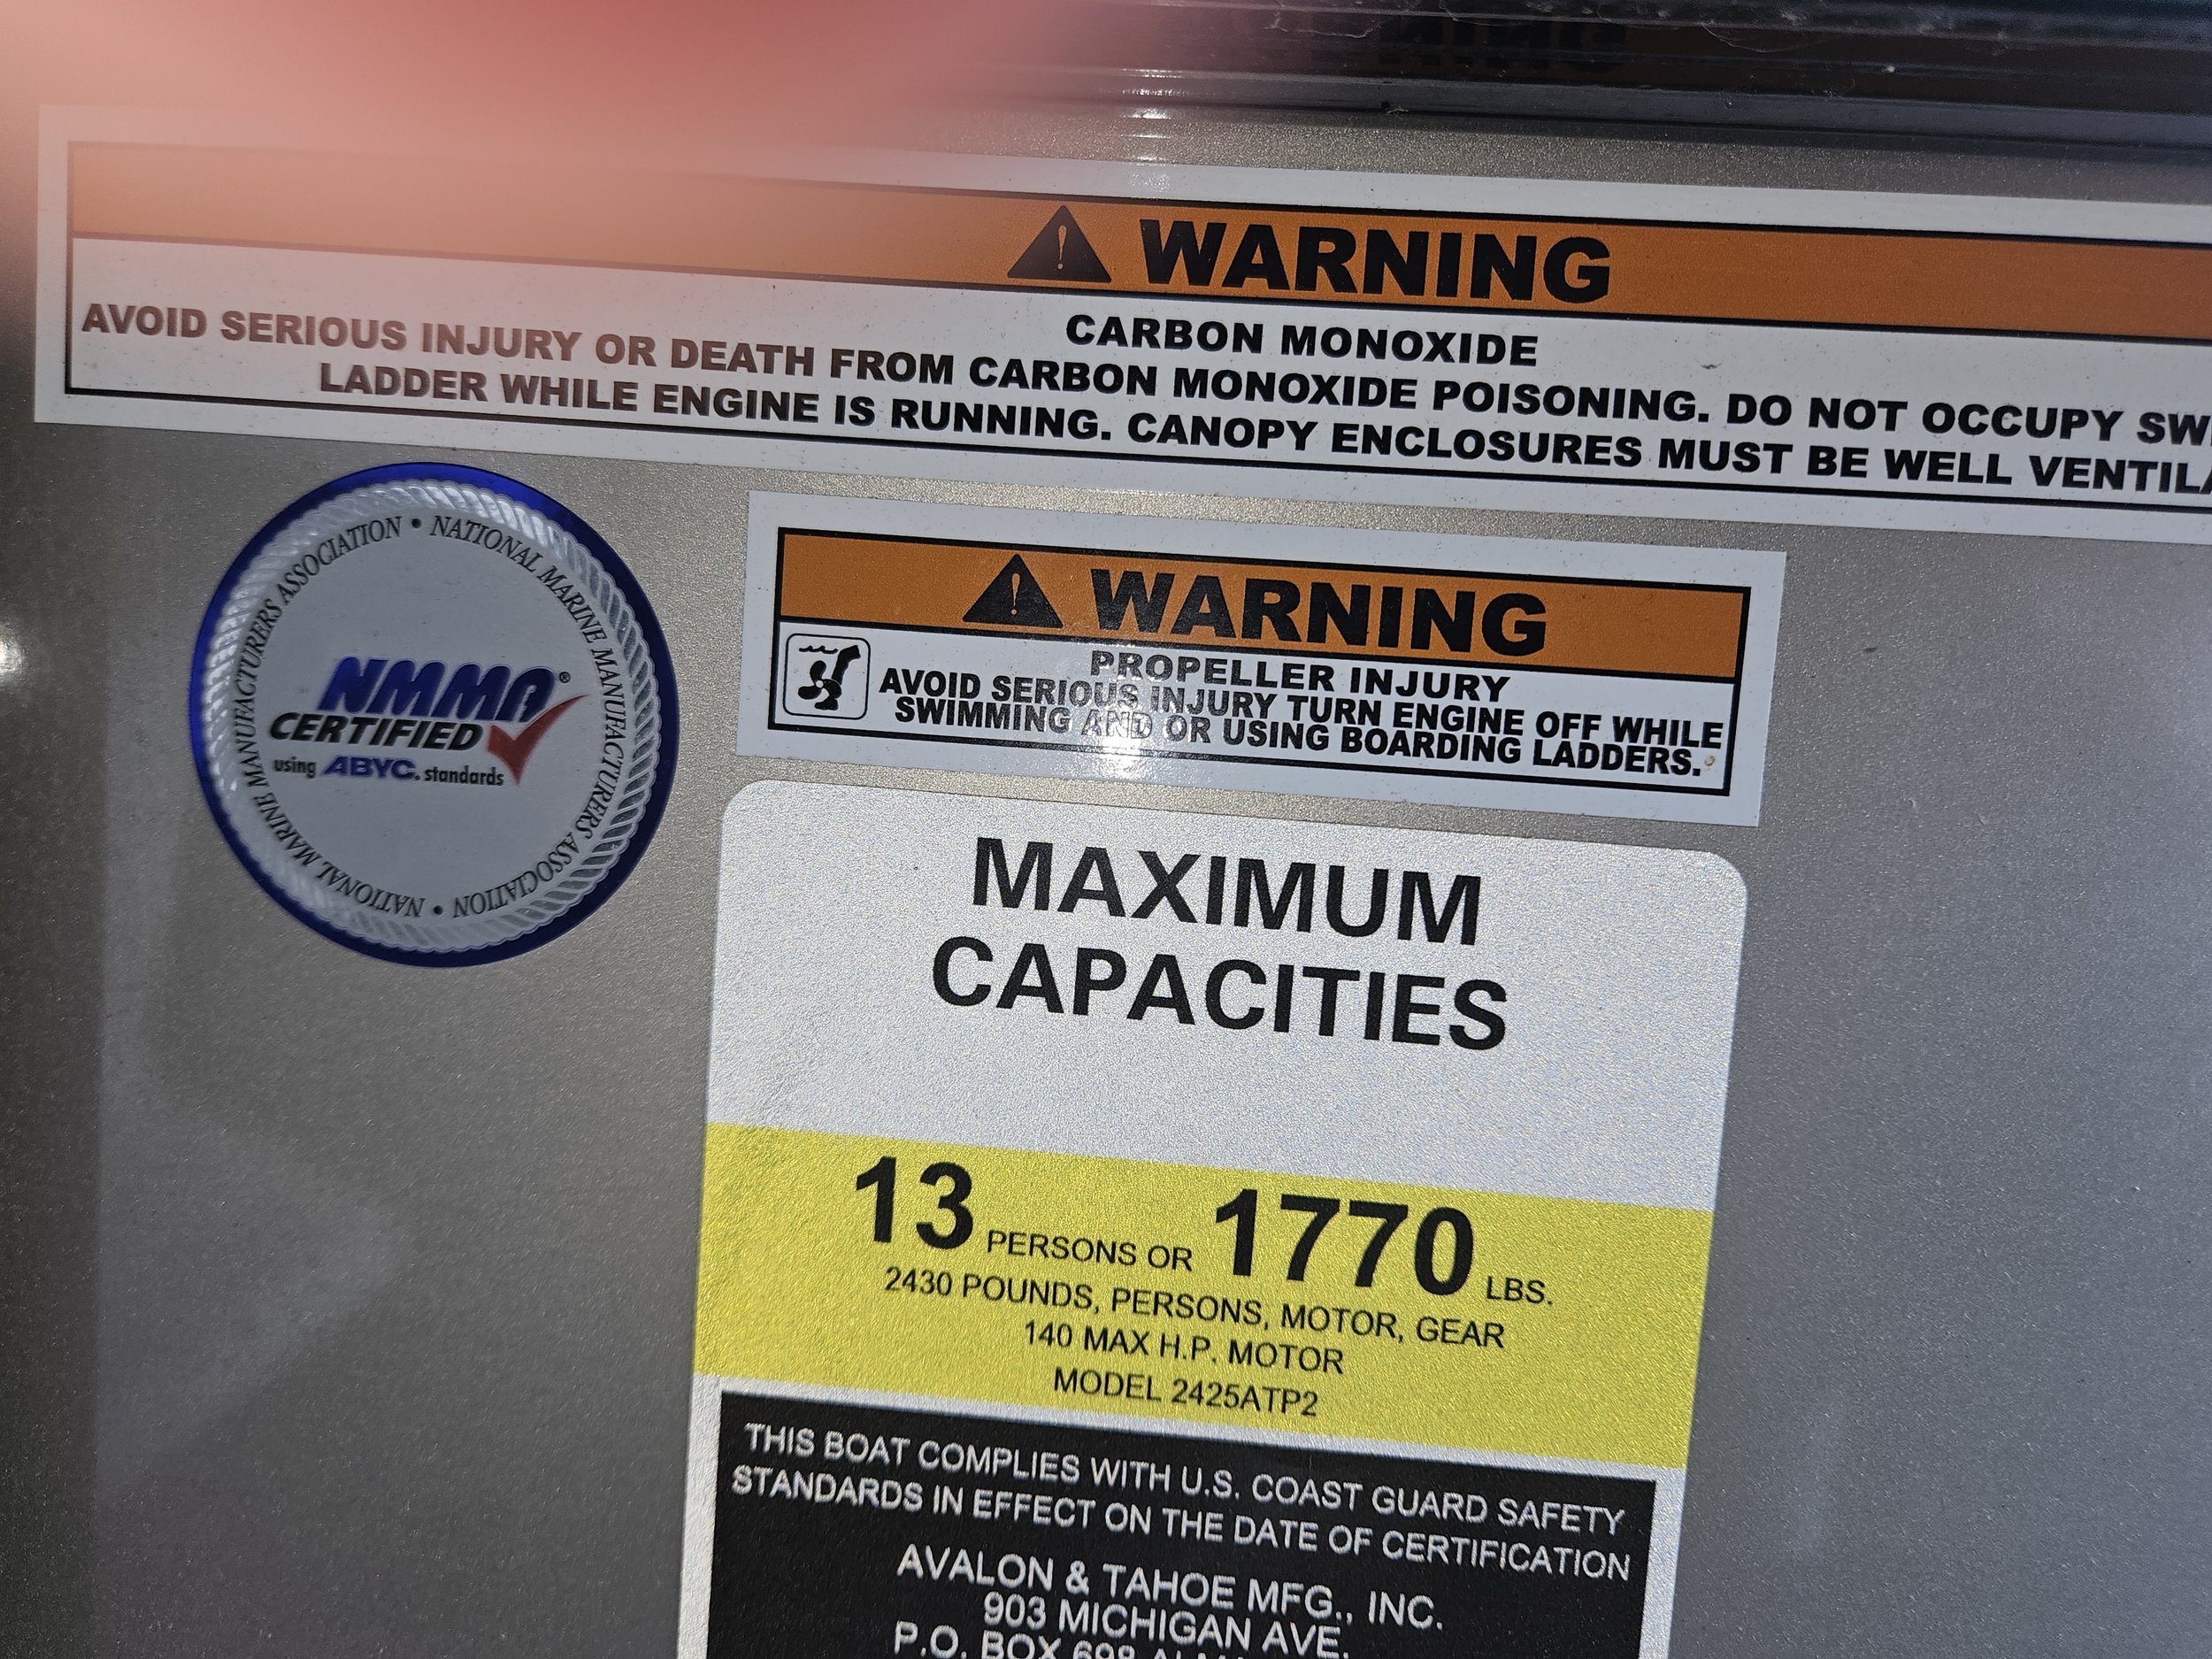 WARNING
CARBON MONOXIDE
AVOID SERIOUS INJURY OR DEATH FROM CARBON MONOXIDE POISONING. DO NOT OCCUPY
LADDER WHILE ENGINE IS RUNNING. CANOPY ENCLOSURES MUST BE WELL
NATIONAL MARINE MANUFACTURERS ASSOCIATION • NATIONAL MARINE MANUFACTURERS ASSOCIATION •
NMMA®
CERTIFIED
using ABYC. standards
WARNING
PROPELLER INJURY
AVOID SERIOUS INJURY TURN ENGINE OFF WHILE
SWIMMING AND OR USING BOARDING LADDERS.
MAXIMUM
CAPACITIES
13 PERSONS OR 1770 LBS.
2430 POUNDS, PERSONS, MOTOR, GEAR
140 MAX H.P. MOTOR
MODEL 2425ATP2
THIS BOAT COMPLIES WITH U.S. COAST GUARD SAFETY
STANDARDS IN EFFECT ON THE DATE OF CERTIFICATION
AVALON & TAHOE MFG., INC.
903 MICHIGAN AVE.
P.O. BOX 698